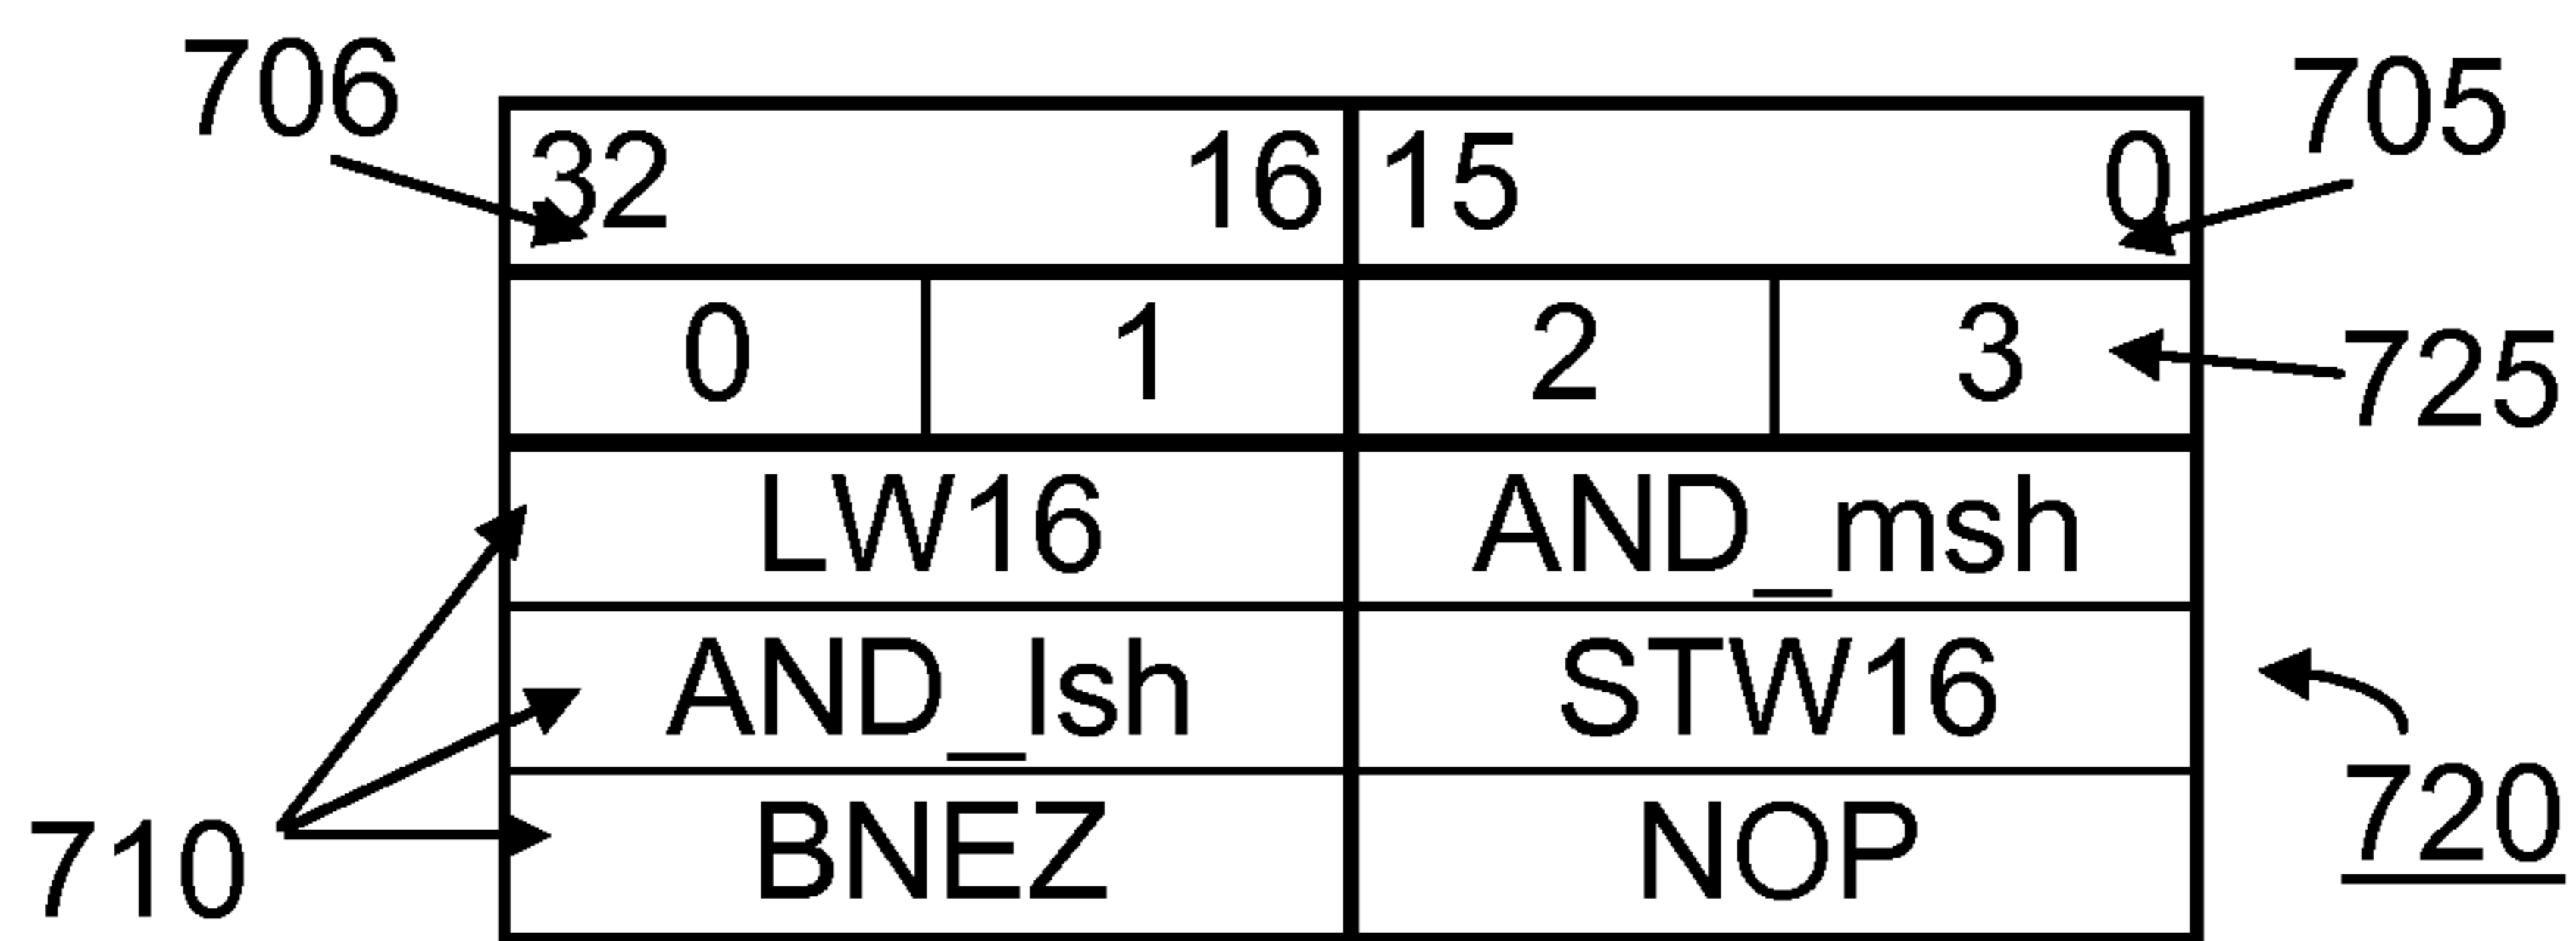 706 705
32 16 15 0
0 1 2 3 725
LW16 AND_msh
AND_lsh STW16
710 BNEZ NOP 720